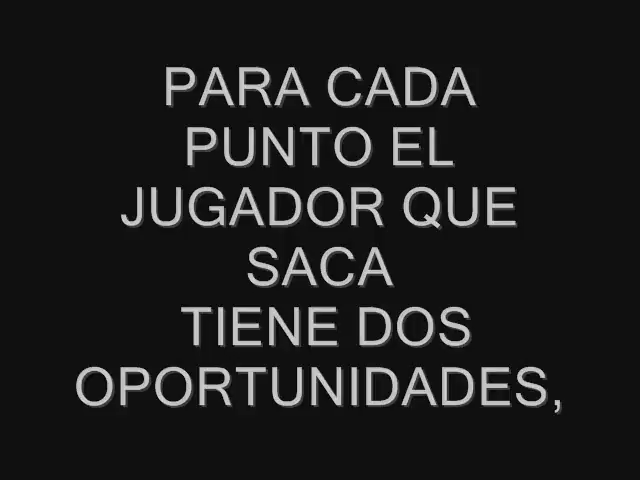 PARA CADA
PUNTO EL
JUGADOR QUE
SACA
TIENE DOS
OPORTUNIDADES,